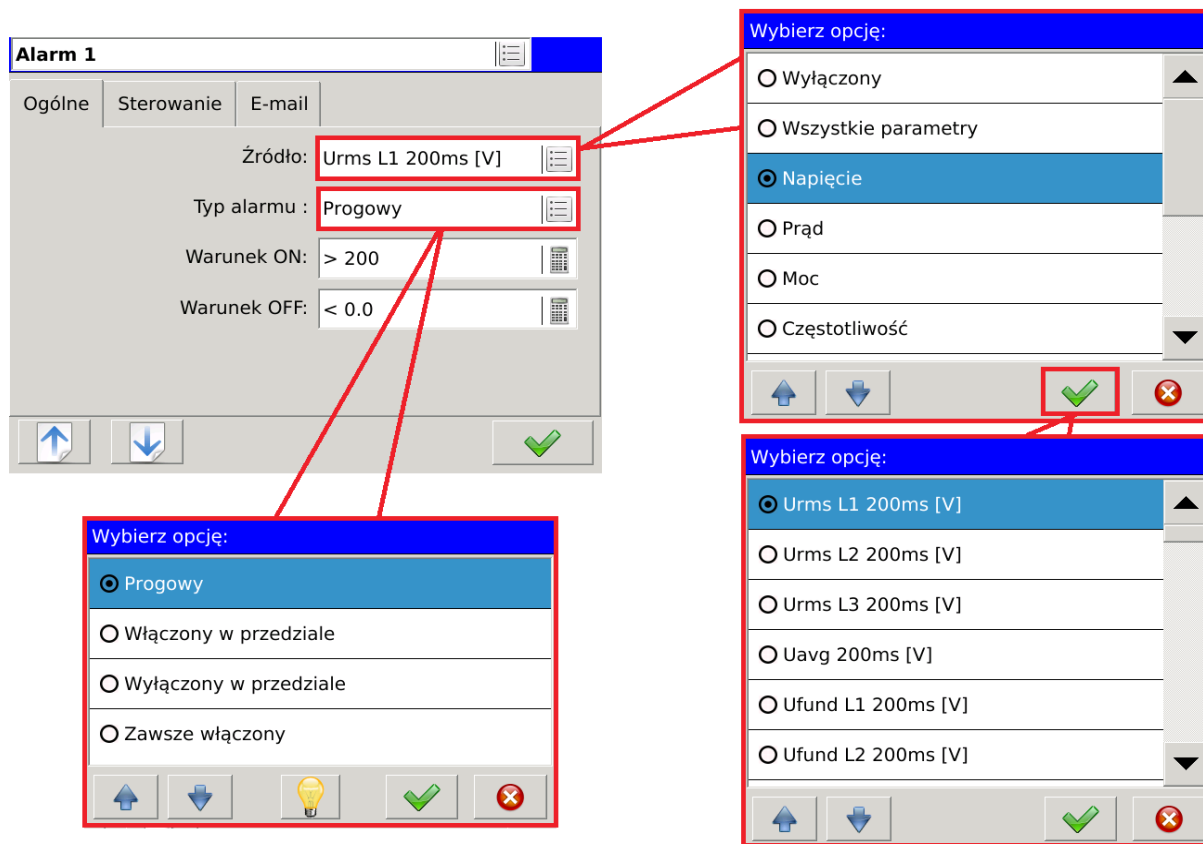 Alarm 1
Ogólne
Sterowanie
E-mail
Źródło:
Urms L1 200ms [V]
Typ alarmu :
Progowy
Warunek ON:
> 200
Warunek OFF:
< 0.0
Wybierz opcję:
Wyłączony
Wszystkie parametry
Napięcie
Prąd
Moc
Częstotliwość
Wybierz opcję:
Urms L1 200ms [V]
Urms L2 200ms [V]
Urms L3 200ms [V]
Uavg 200ms [V]
Ufund L1 200ms [V]
Ufund L2 200ms [V]
Wybierz opcję:
Progowy
Włączony w przedziale
Wyłączony w przedziale
Zawsze włączony